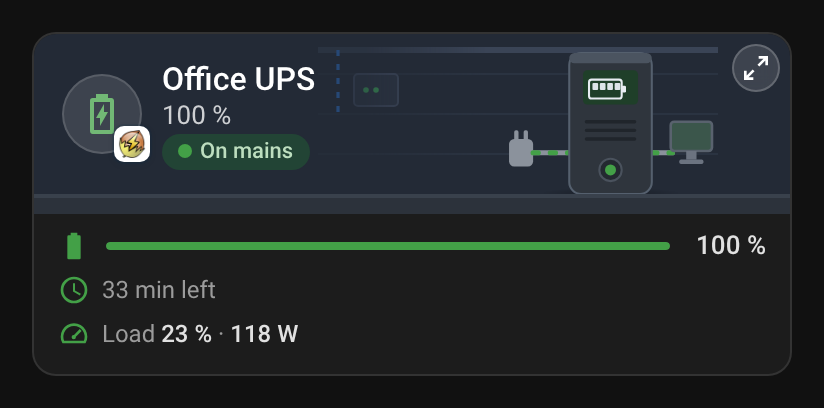 Office UPS
100 %
On mains
100 %
33 min left
Load 23 % · 118 W